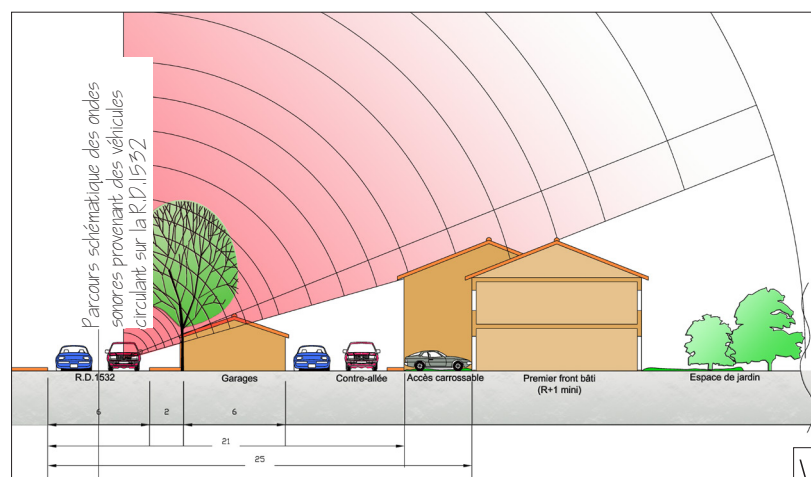 Parcours schématique des ondes
sonores provenant des véhicules
circulant sur la R.D.1532
R.D.1532
Garages
Contre-allée
Accès carrossable
Premier front bâti
(R+1 mini)
Espace de jardin
6
2
6
21
25